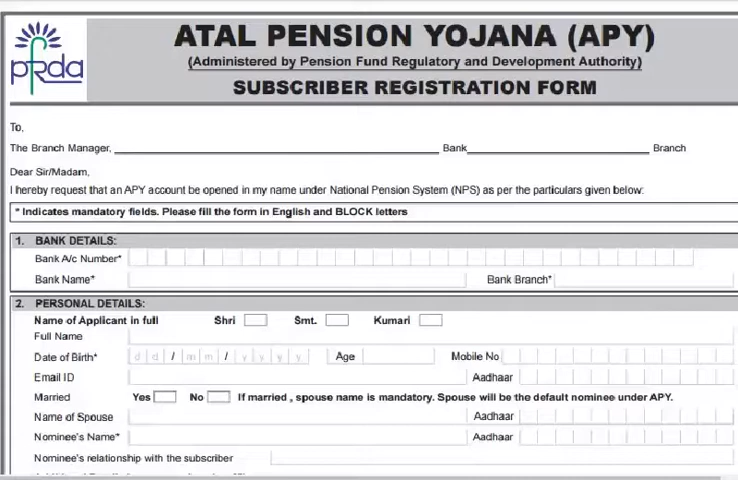 prda
ATAL PENSION YOJANA (APY)
(Administered by Pension Fund Regulatory and Development Authority)
SUBSCRIBER REGISTRATION FORM
To,
The Branch Manager, Bank Branch
Dear Sir/Madam,
I hereby request that an APY account be opened in my name under National Pension System (NPS) as per the particulars given below:
* Indicates mandatory fields. Please fill the form in English and BLOCK letters
1. BANK DETAILS:
Bank A/c Number*
Bank Name* Bank Branch*
2. PERSONAL DETAILS:
Name of Applicant in full Shri Smt. Kumari
Full Name
Date of Birth* d d / m m / y y y y Age Mobile No
Email ID Aadhaar
Married Yes No If married , spouse name is mandatory. Spouse will be the default nominee under APY.
Name of Spouse Aadhaar
Nominee's Name* Aadhaar
Nominee's relationship with the subscriber